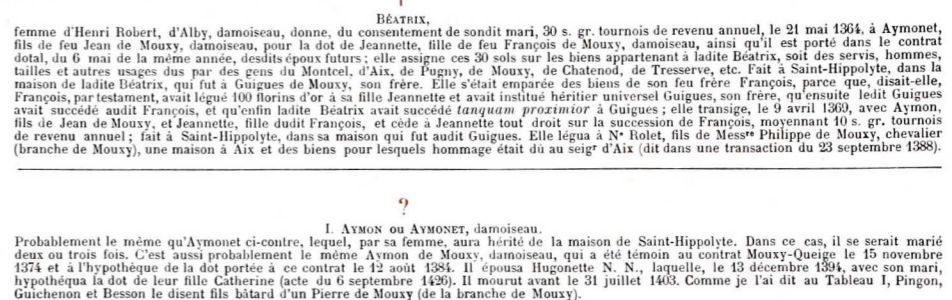 BÉATRIX,
femme d'Henri Robert, d'Alby, damoiseau, donne, du consentement de sondit mari, 30 s. gr. tournois de revenu annuel, le 21 mai 1364, à Aymonet,
fils de feu Jean de Mouxy, damoiseau, pour la dot de Jeannette, fille de feu François de Mouxy, damoiseau, ainsi qu'il est porté dans le contrat
dotal, du 6 mai de la même année, desdits époux futurs; elle assigne ces 30 sols sur les biens appartenant à ladite Béatrix, soit des servis, hommes,
tailles et autres usages dus par des gens du Montcel, d'Aix, de Pugny, de Mouxy, de Chatenod, de Tresserve, etc. Fait à Saint-Hippolyte, dans la
maison de ladite Béatrix, qui fut à Guigues de Mouxy, son frère. Elle s'était emparée des biens de son feu frère François, parce que, disait-elle,
François, par testament, avait légué 100 florins d'or à sa fille Jeannette et avait institué héritier universel Guigues, son frère, qu'ensuite ledit Guigues
avait succédé audit François, et qu'enfin ladite Béatrix avait succédé tanquam proximior à Guigues; elle transige, le 9 avril 1369, avec Aymon,
fils de Jean de Mouxy, et Jeannette, fille dudit François, et cède à Jeannette tout droit sur la succession de François, moyennant 10 s. gr. tournois
de revenu annuel; fait à Saint-Hippolyte, dans sa maison qui fut audit Guigues. Elle légua à Nᵉ Rolet, fils de Messʳᵉ Philippe de Mouxy, chevalier
(branche de Mouxy), une maison à Aix et des biens pour lesquels hommage était dû au seigʳ d'Aix (dit dans une transaction du 23 septembre 1388).
?
I. AYMON OU AYMONET, damoiseau.
Probablement le même qu'Aymonet ci-contre, lequel, par sa femme, aura hérité de la maison de Saint-Hippolyte. Dans ce cas, il se serait marié
deux ou trois fois. C'est aussi probablement le même Aymon de Mouxy, damoiseau, qui a été témoin au contrat Mouxy-Queige le 15 novembre
1374 et à l'hypothèque de la dot portée à ce contrat le 12 août 1384. Il épousa Hugonette N. N., laquelle, le 13 décembre 1394, avec son mari,
hypothéqua la dot de leur fille Catherine (acte du 6 septembre 1426). Il mourut avant le 31 juillet 1403. Comme je l'ai dit au Tableau I, Pingon,
Guichenon et Besson le disent fils bâtard d'un Pierre de Mouxy (de la branche de Mouxy).